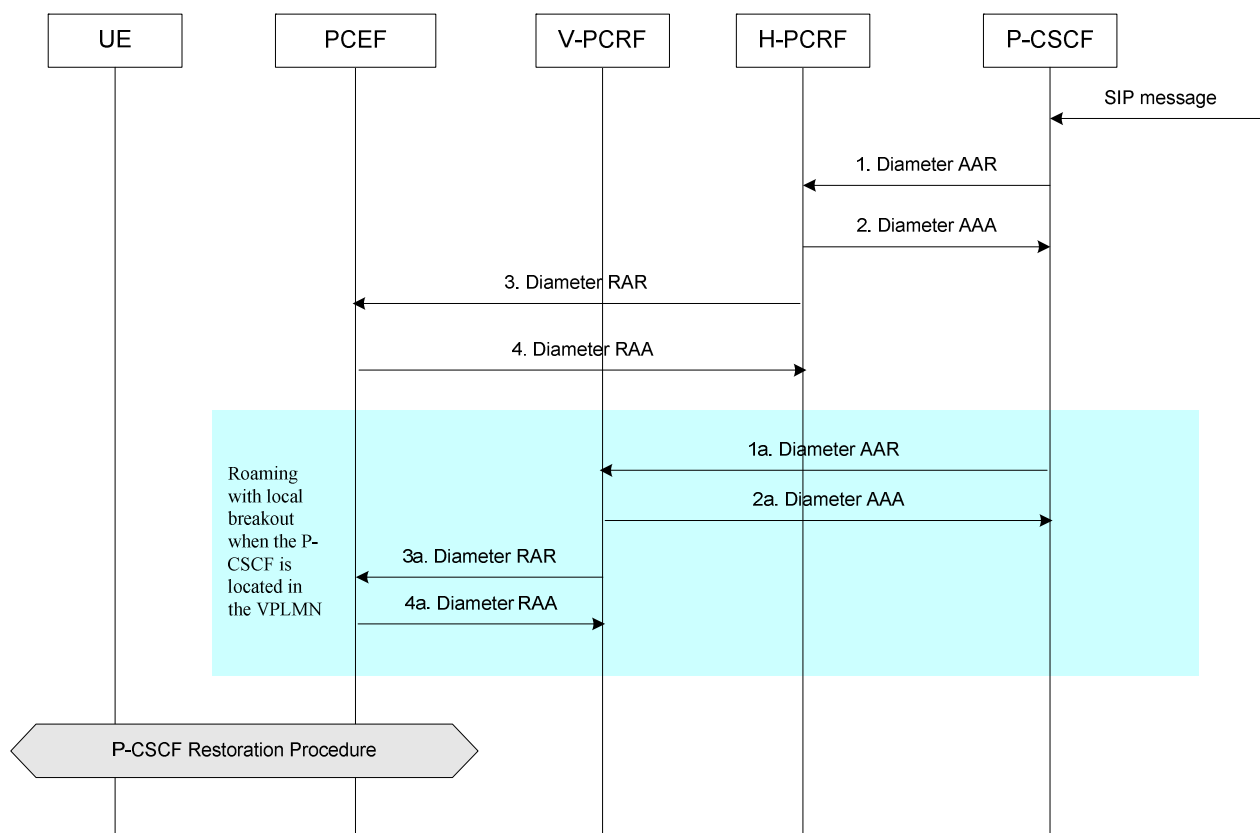 UE
PCEF
V-PCRF
H-PCRF
P-CSCF
SIP message
1. Diameter AAR
2. Diameter AAA
3. Diameter RAR
4. Diameter RAA
1a. Diameter AAR
2a. Diameter AAA
3a. Diameter RAR
4a. Diameter RAA
Roaming
with local
breakout
when the P-
CSCF is
located in
the VPLMN
P-CSCF Restoration Procedure